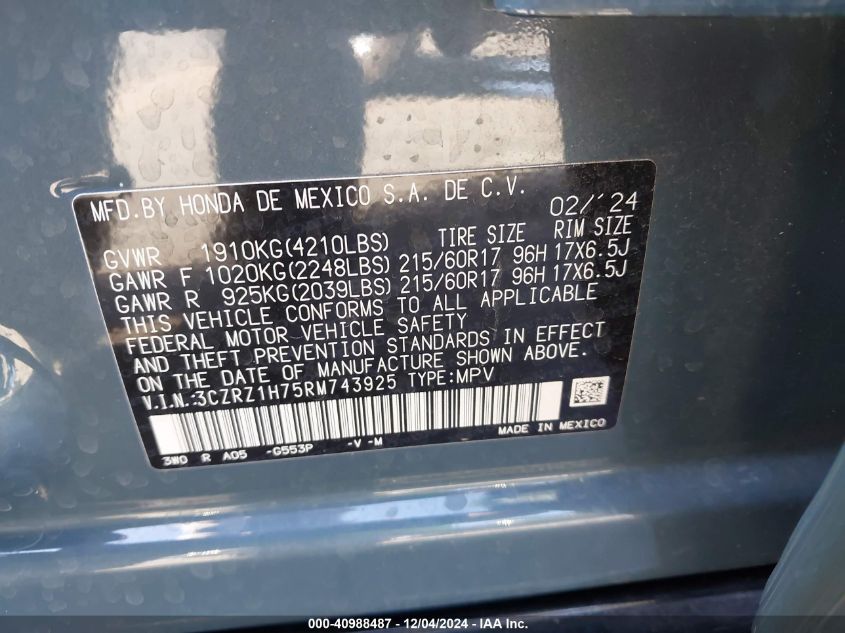 MFD.BY HONDA DE MEXICO S.A. DE C.V. 02/'24
GVWR 1910KG(4210LBS) TIRE SIZE RIM SIZE
GAWR F 1020KG(2248LBS) 215/60R17 96H 17X6.5J
GAWR R 925KG(2039LBS) 215/60R17 96H 17X6.5J
THIS VEHICLE CONFORMS TO ALL APPLICABLE
FEDERAL MOTOR VEHICLE SAFETY
AND THEFT PREVENTION STANDARDS IN EFFECT
ON THE DATE OF MANUFACTURE SHOWN ABOVE.
V.I.N.:3CZRZ1H75RM743925 TYPE:MPV
3W0 R A05 -G553P -V -M MADE IN MEXICO
000-40988487 - 12/04/2024 - IAA Inc.